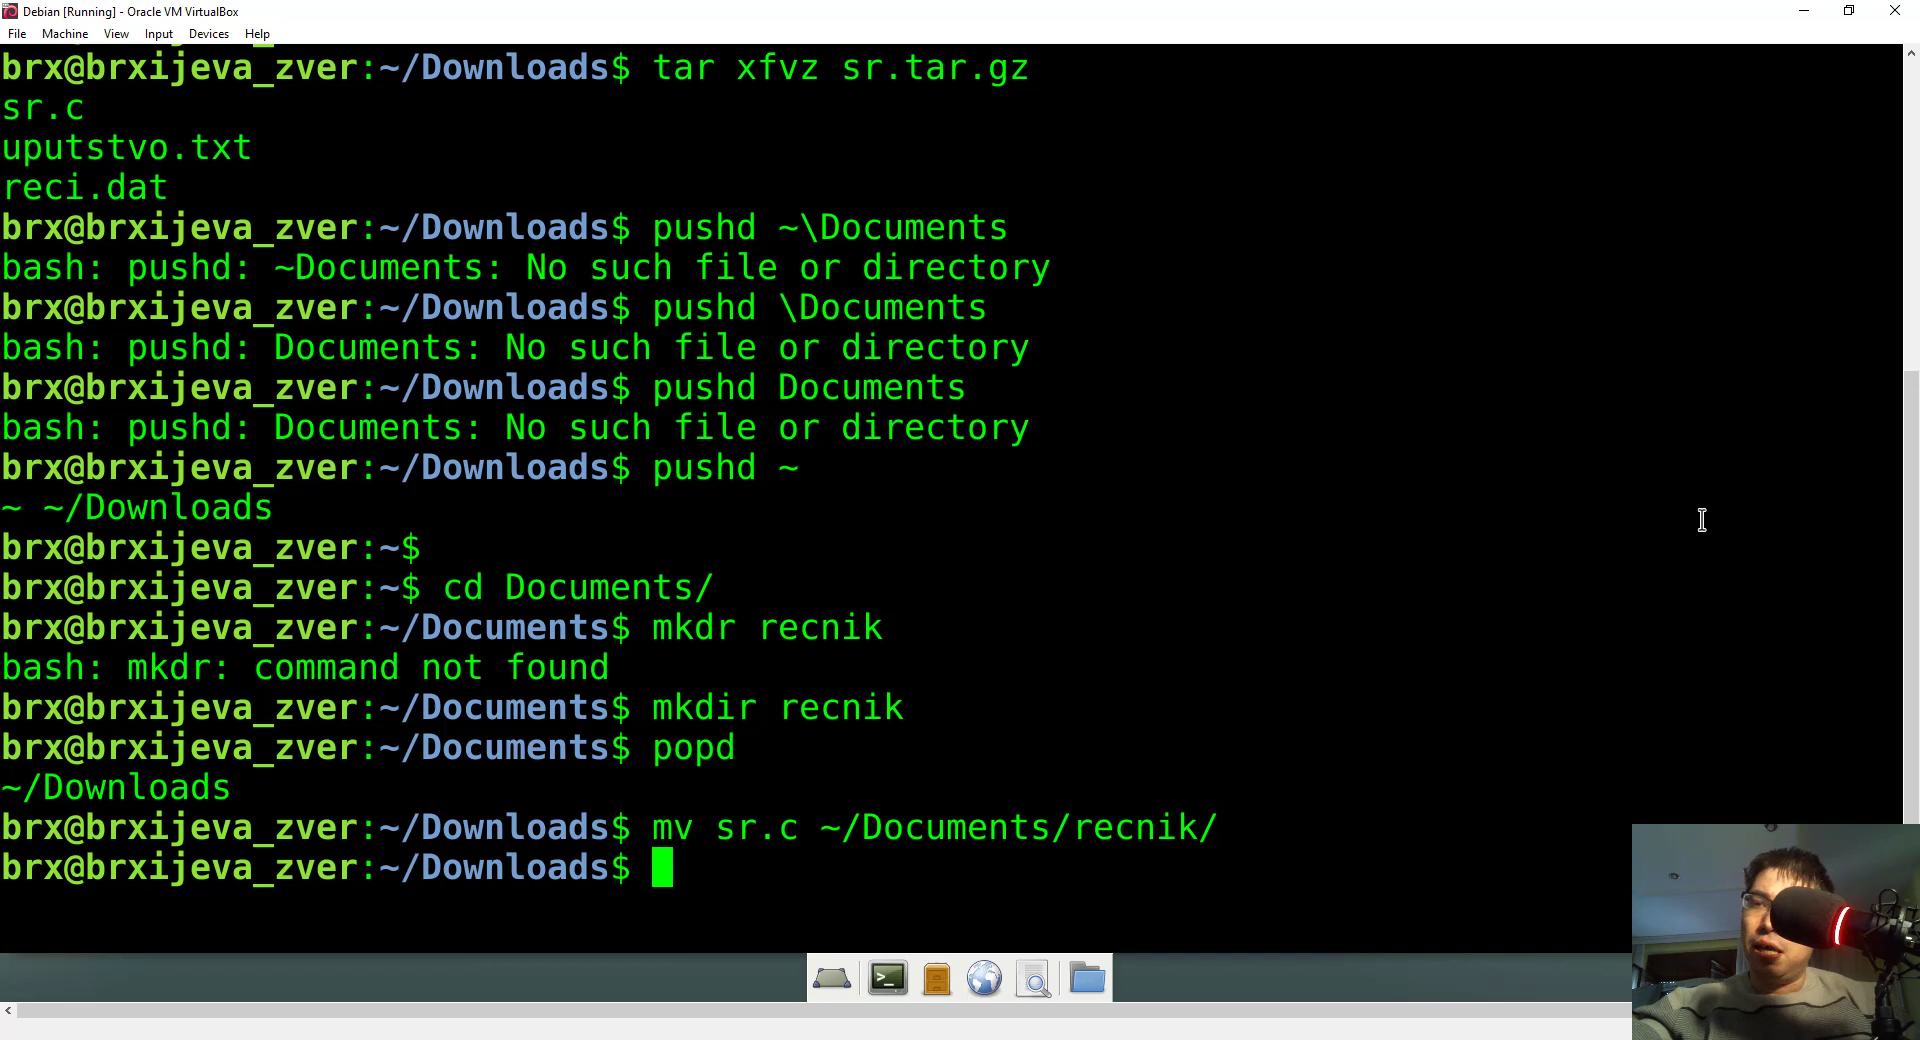 Debian [Running] - Oracle VM VirtualBox
File Machine View Input Devices Help
brx@brxijeva_zver:~/Downloads$ tar xfvz sr.tar.gz
sr.c
uputstvo.txt
reci.dat
brx@brxijeva_zver:~/Downloads$ pushd ~\Documents
bash: pushd: ~Documents: No such file or directory
brx@brxijeva_zver:~/Downloads$ pushd \Documents
bash: pushd: Documents: No such file or directory
brx@brxijeva_zver:~/Downloads$ pushd Documents
bash: pushd: Documents: No such file or directory
brx@brxijeva_zver:~/Downloads$ pushd ~
~ ~/Downloads
brx@brxijeva_zver:~$
brx@brxijeva_zver:~$ cd Documents/
brx@brxijeva_zver:~/Documents$ mkdr recnik
bash: mkdr: command not found
brx@brxijeva_zver:~/Documents$ mkdir recnik
brx@brxijeva_zver:~/Documents$ popd
~/Downloads
brx@brxijeva_zver:~/Downloads$ mv sr.c ~/Documents/recnik/
brx@brxijeva_zver:~/Downloads$